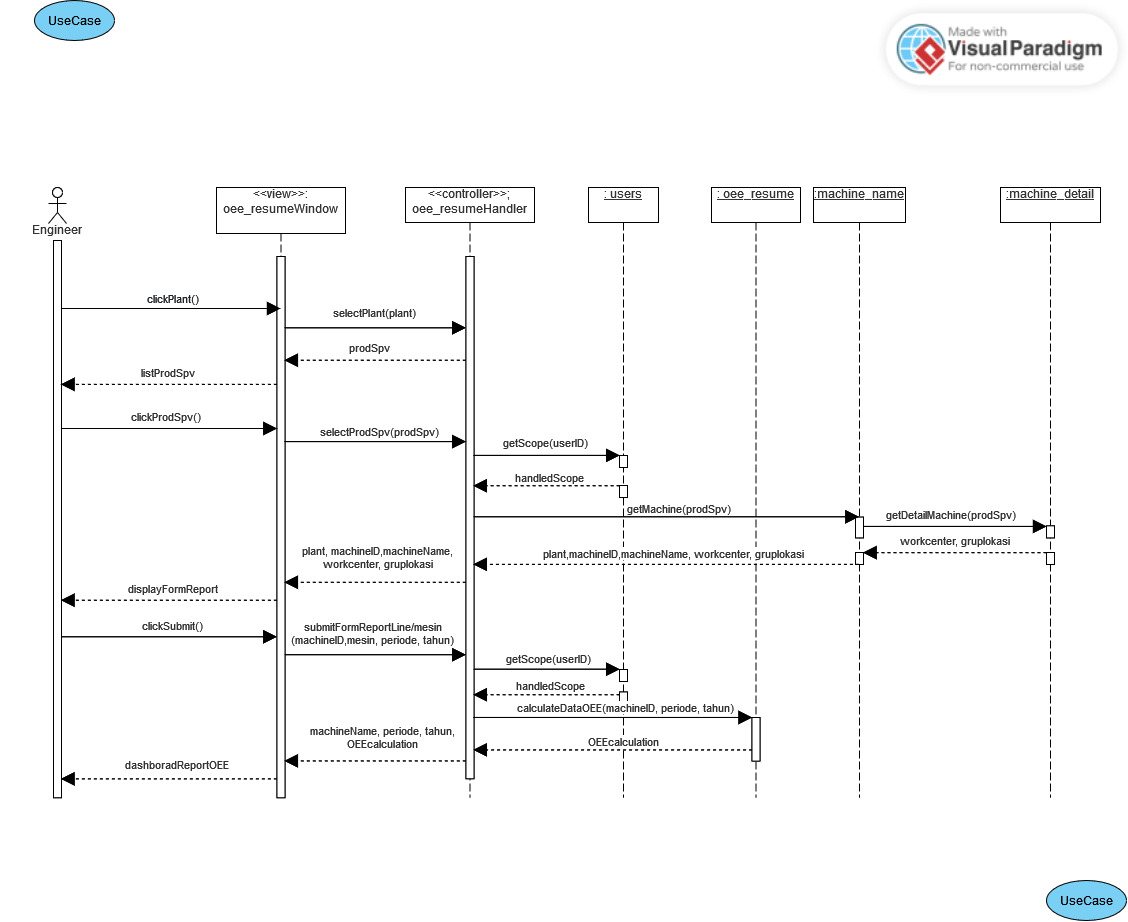 UseCase
Made with
VisualParadigm
For non-commercial use
<<view>>:
oee_resumeWindow
<<controller>>;
oee_resumeHandler
: users
: oee_resume
:machine_name
:machine_detail
Engineer
clickPlant()
selectPlant(plant)
prodSpv
listProdSpv
clickProdSpv()
selectProdSpv(prodSpv)
getScope(userID)
handledScope
getMachine(prodSpv)
getDetailMachine(prodSpv)
workcenter, gruplokasi
plant,machineID,machineName, workcenter, gruplokasi
plant, machineID,machineName,
workcenter, gruplokasi
displayFormReport
clickSubmit()
submitFormReportLine/mesin
(machineID,mesin, periode, tahun)
getScope(userID)
handledScope
calculateDataOEE(machineID, periode, tahun)
OEEcalculation
machineName, periode, tahun,
OEEcalculation
dashboradReportOEE
UseCase